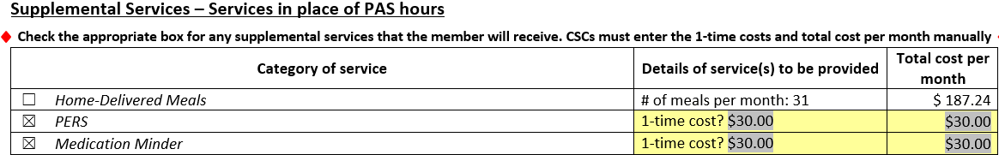 Supplemental Services – Services in place of PAS hours
♦ Check the appropriate box for any supplemental services that the member will receive. CSCs must enter the 1-time costs and total cost per month manually
Category of service Details of service(s) to be provided Total cost per month
☐ Home-Delivered Meals # of meals per month: 31 $ 187.24
☒ PERS 1-time cost? $30.00 $30.00
☒ Medication Minder 1-time cost? $30.00 $30.00